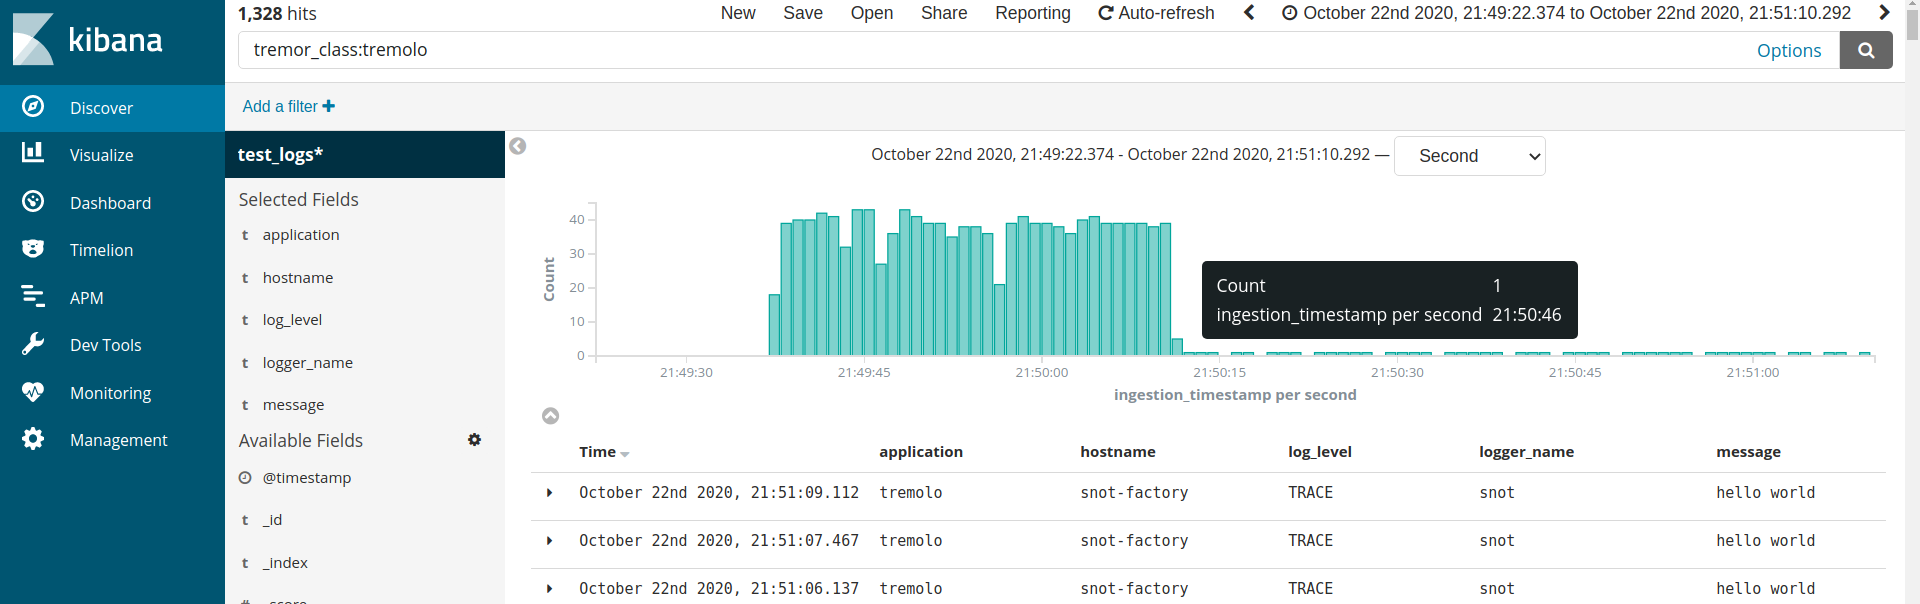 1,328 hits
New Save Open Share Reporting Auto-refresh October 22nd 2020, 21:49:22.374 to October 22nd 2020, 21:51:10.292
kibana
tremor_class:tremolo
Options
Add a filter
Discover
Visualize
Dashboard
Timelion
APM
Dev Tools
Monitoring
Management
test_logs*
Selected Fields
t application
t hostname
t log_level
t logger_name
t message
Available Fields
@timestamp
t _id
t _index
# _score
October 22nd 2020, 21:49:22.374 - October 22nd 2020, 21:51:10.292 — Second
Count
40
30
20
10
0
Count 1
ingestion_timestamp per second 21:50:46
21:49:30 21:49:45 21:50:00 21:50:15 21:50:30 21:50:45 21:51:00
ingestion_timestamp per second
Time application hostname log_level logger_name message
October 22nd 2020, 21:51:09.112 tremolo snot-factory TRACE snot hello world
October 22nd 2020, 21:51:07.467 tremolo snot-factory TRACE snot hello world
October 22nd 2020, 21:51:06.137 tremolo snot-factory TRACE snot hello world